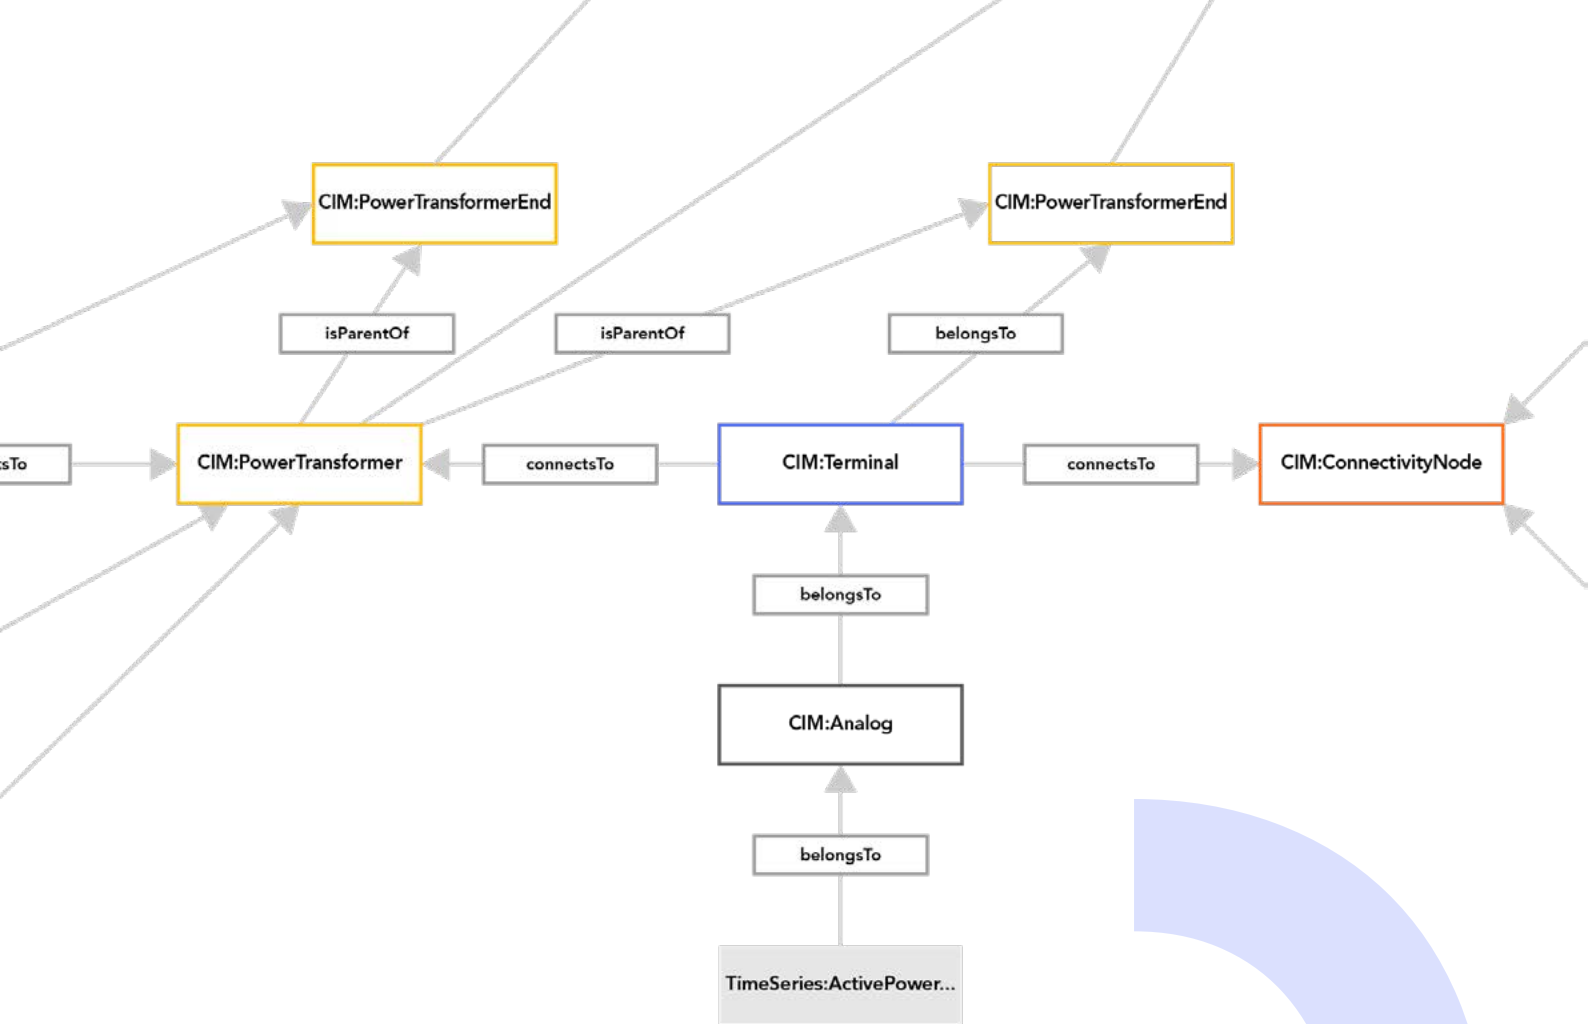 CIM:PowerTransformerEnd
CIM:PowerTransformerEnd
isParentOf
isParentOf
belongsTo
sTo
CIM:PowerTransformer
connectsTo
CIM:Terminal
connectsTo
CIM:ConnectivityNode
belongsTo
CIM:Analog
belongsTo
TimeSeries:ActivePower...